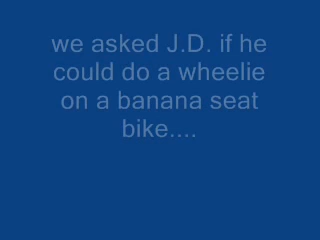 we asked J.D. if he
could do a wheelie
on a banana seat
bike....